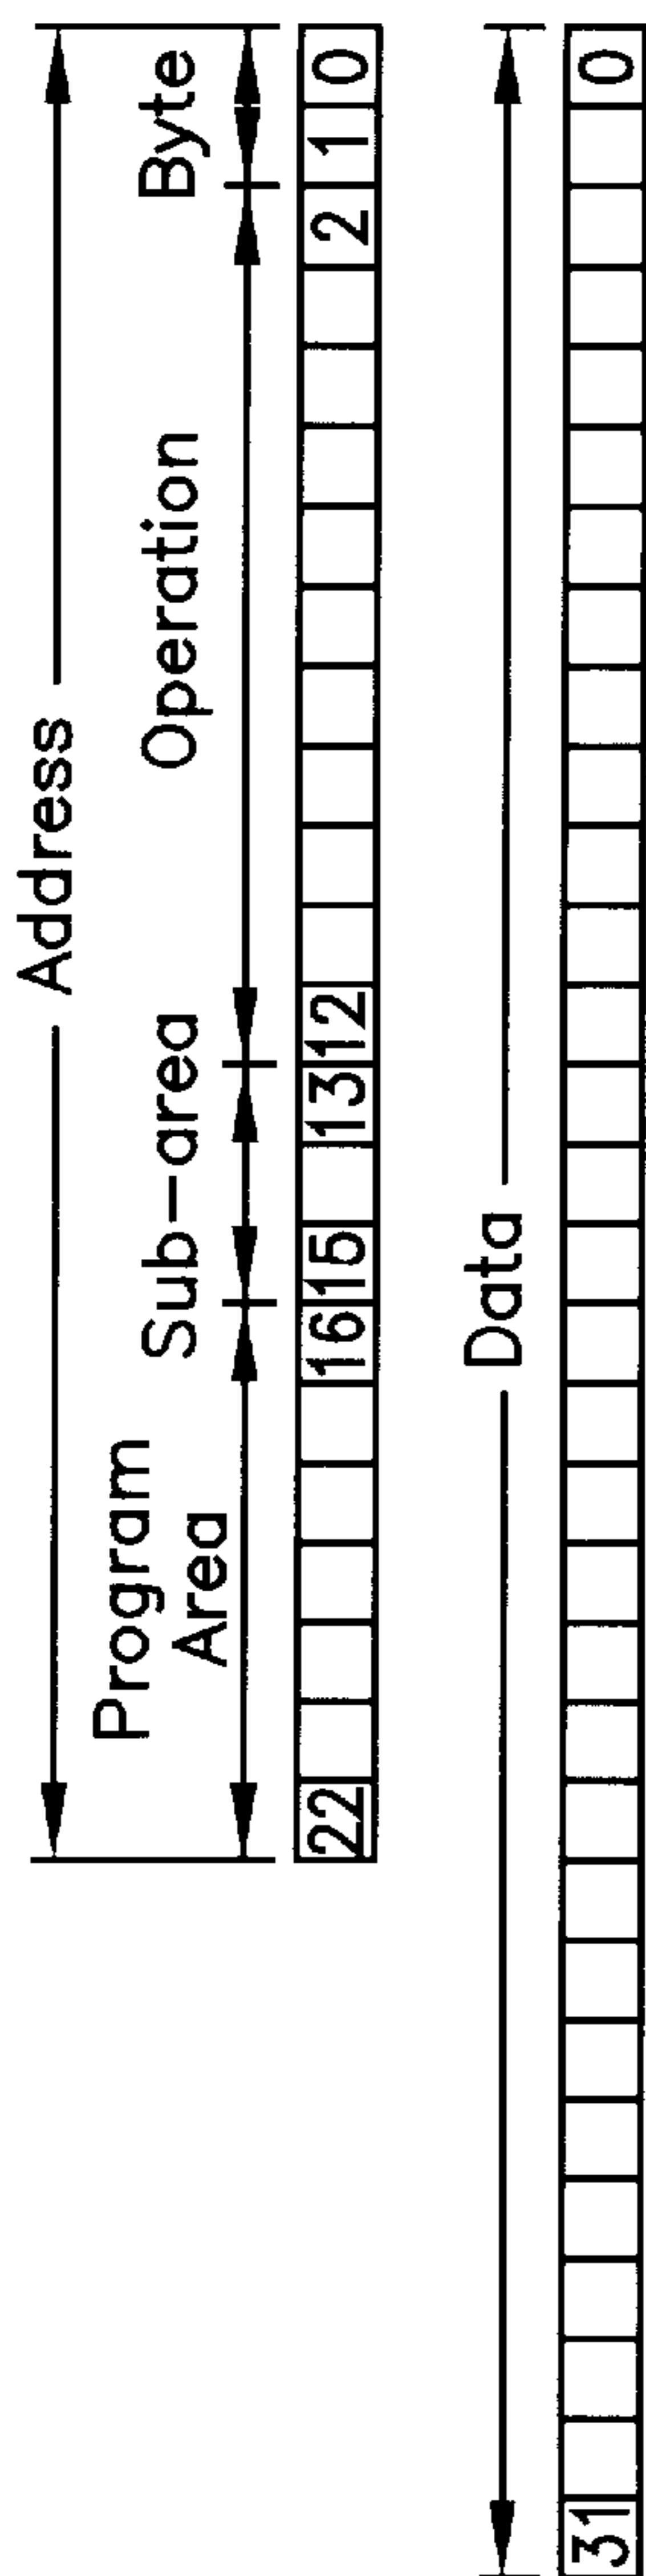 Address
Program
Area
Sub-area
Operation
Byte
22 16 15 13 12 2 1 0
Data
31 0